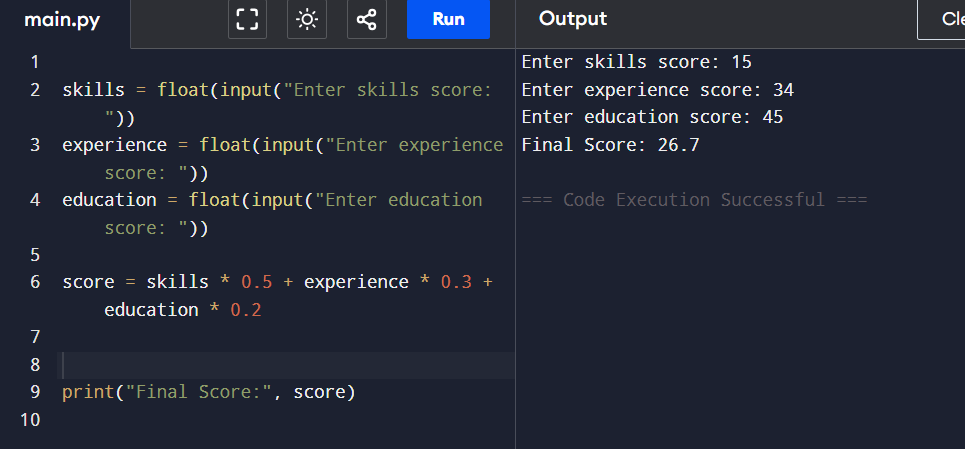 main.py
Run
Output
1
2 skills = float(input("Enter skills score:
"))
3 experience = float(input("Enter experience
score: "))
4 education = float(input("Enter education
score: "))
5
6 score = skills * 0.5 + experience * 0.3 +
education * 0.2
7
8
9 print("Final Score:", score)
10
Enter skills score: 15
Enter experience score: 34
Enter education score: 45
Final Score: 26.7
=== Code Execution Successful ===